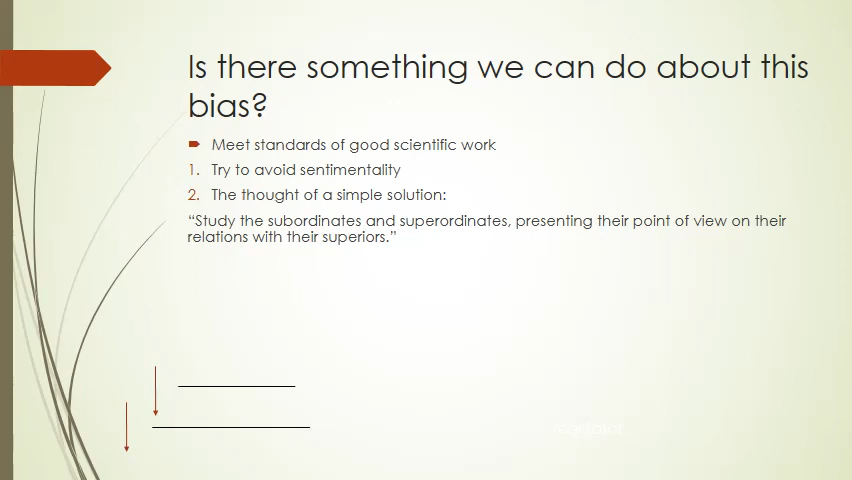 Is there something we can do about this
bias?
Meet standards of good scientific work
1. Try to avoid sentimentality
2. The thought of a simple solution:
“Study the subordinates and superordinates, presenting their point of view on their
relations with their superiors.”